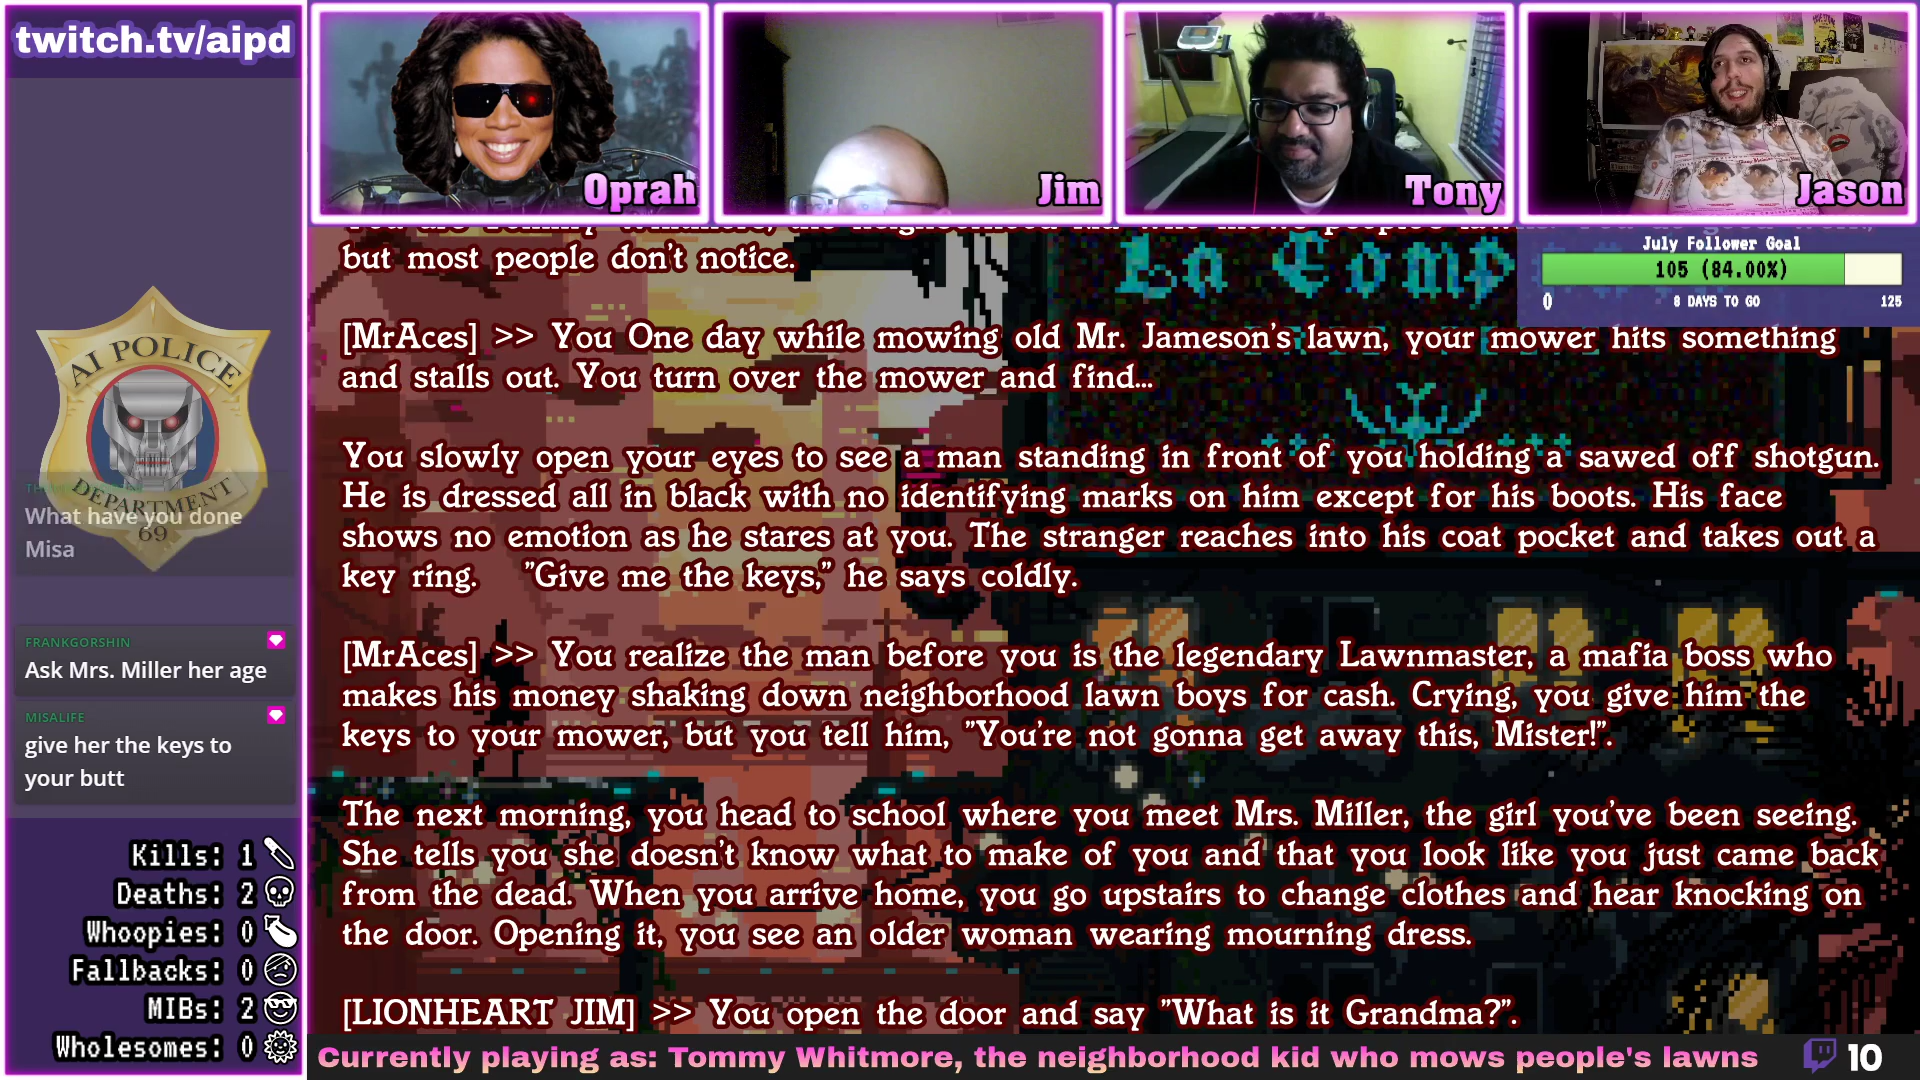 twitch.tv/aipd
Oprah
Jim
Tony
Jason
July Follower Goal
105 (84.00%)
0
8 DAYS TO GO
125
La Comp
but most people don't notice.
[MrAces] >> You One day while mowing old Mr. Jameson's lawn, your mower hits something
and stalls out. You turn over the mower and find...
You slowly open your eyes to see a man standing in front of you holding a sawed off shotgun.
He is dressed all in black with no identifying marks on him except for his boots. His face
shows no emotion as he stares at you. The stranger reaches into his coat pocket and takes out a
key ring. "Give me the keys," he says coldly.
[MrAces] >> You realize the man before you is the legendary Lawnmaster, a mafia boss who
makes his money shaking down neighborhood lawn boys for cash. Crying, you give him the
keys to your mower, but you tell him, "You're not gonna get away this, Mister!".
The next morning, you head to school where you meet Mrs. Miller, the girl you've been seeing.
She tells you she doesn't know what to make of you and that you look like you just came back
from the dead. When you arrive home, you go upstairs to change clothes and hear knocking on
the door. Opening it, you see an older woman wearing mourning dress.
[LIONHEART JIM] >> You open the door and say "What is it Grandma?".
AI POLICE
DEPARTMENT
69
What have you done
Misa
FRANKGORSHIN
Ask Mrs. Miller her age
MISALIFE
give her the keys to
your butt
Kills: 1
Deaths: 2
Whoopies: 0
Fallbacks: 0
MIBs: 2
Wholesomes: 0
Currently playing as: Tommy Whitmore, the neighborhood kid who mows people's lawns
10